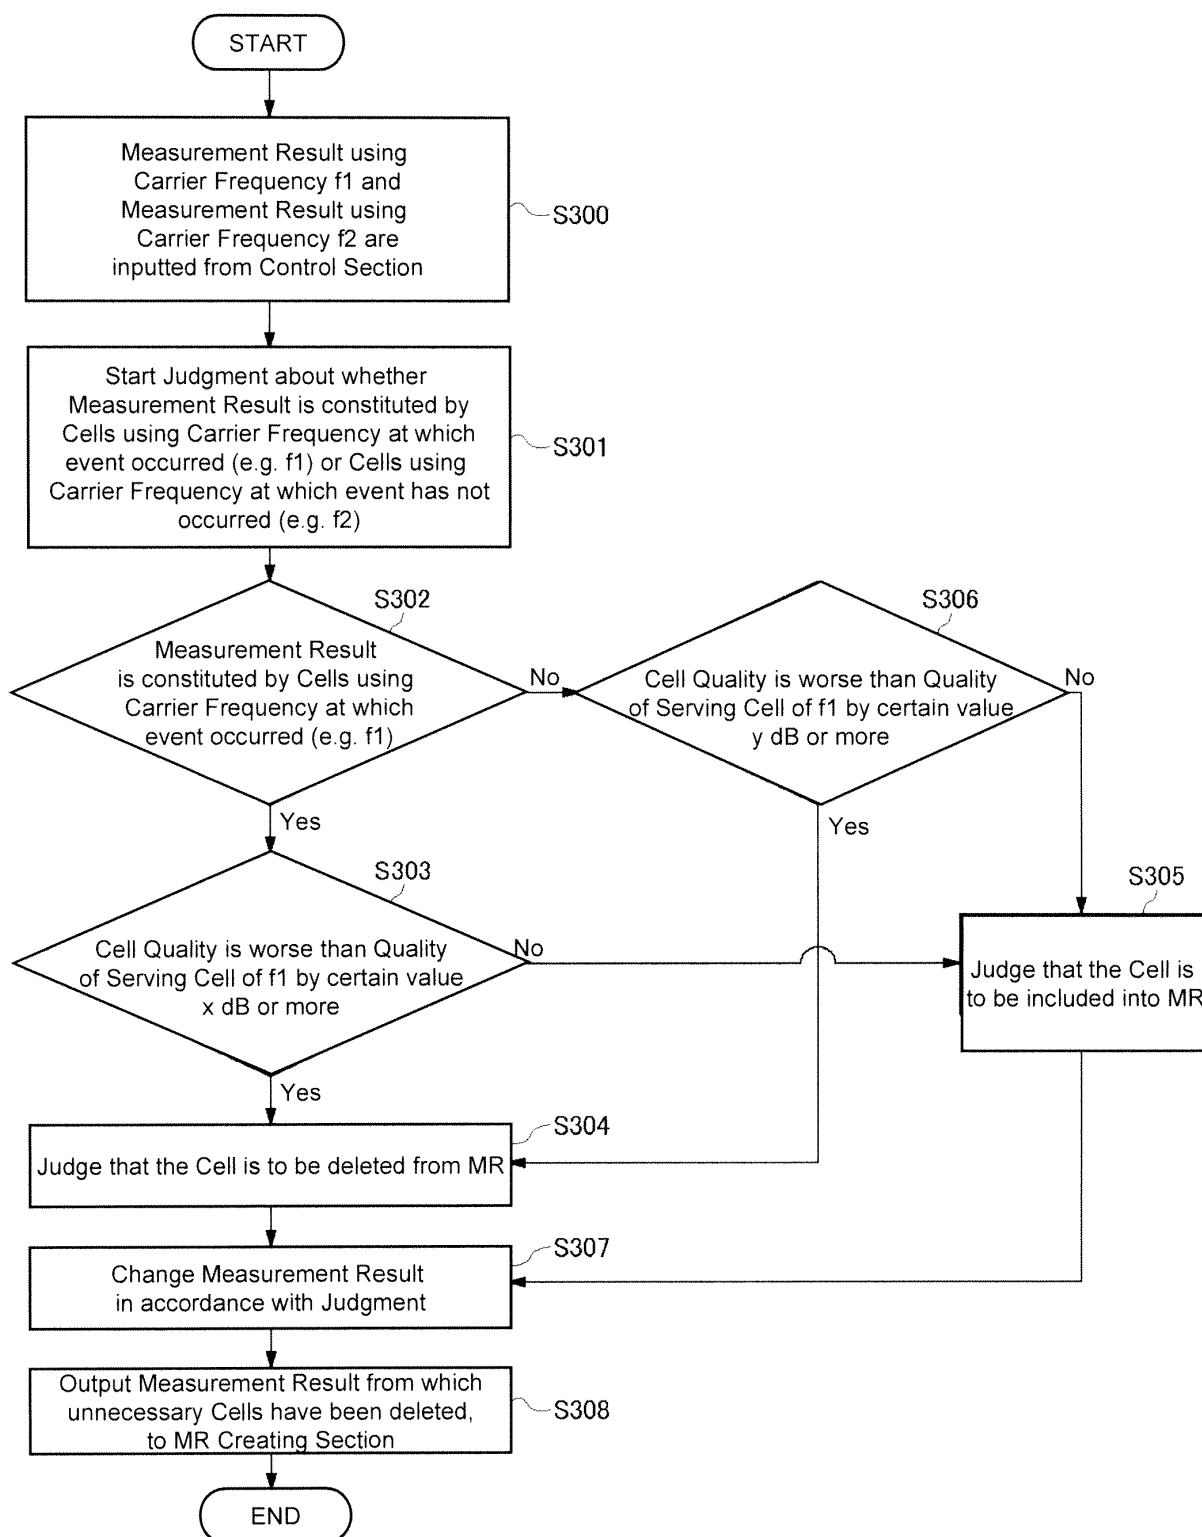 START
Measurement Result using
Carrier Frequency f1 and
Measurement Result using
Carrier Frequency f2 are
inputted from Control Section
S300
Start Judgment about whether
Measurement Result is constituted by
Cells using Carrier Frequency at which
event occurred (e.g. f1) or Cells using
Carrier Frequency at which event has not
occurred (e.g. f2)
S301
S302
Measurement Result
is constituted by Cells using
Carrier Frequency at which
event occurred (e.g. f1)
No
Yes
S306
Cell Quality is worse than Quality
of Serving Cell of f1 by certain value
y dB or more
No
Yes
S303
Cell Quality is worse than Quality
of Serving Cell of f1 by certain value
x dB or more
No
Yes
S305
Judge that the Cell is
to be included into MR
S304
Judge that the Cell is to be deleted from MR
S307
Change Measurement Result
in accordance with Judgment
Output Measurement Result from which
unnecessary Cells have been deleted,
to MR Creating Section
S308
END